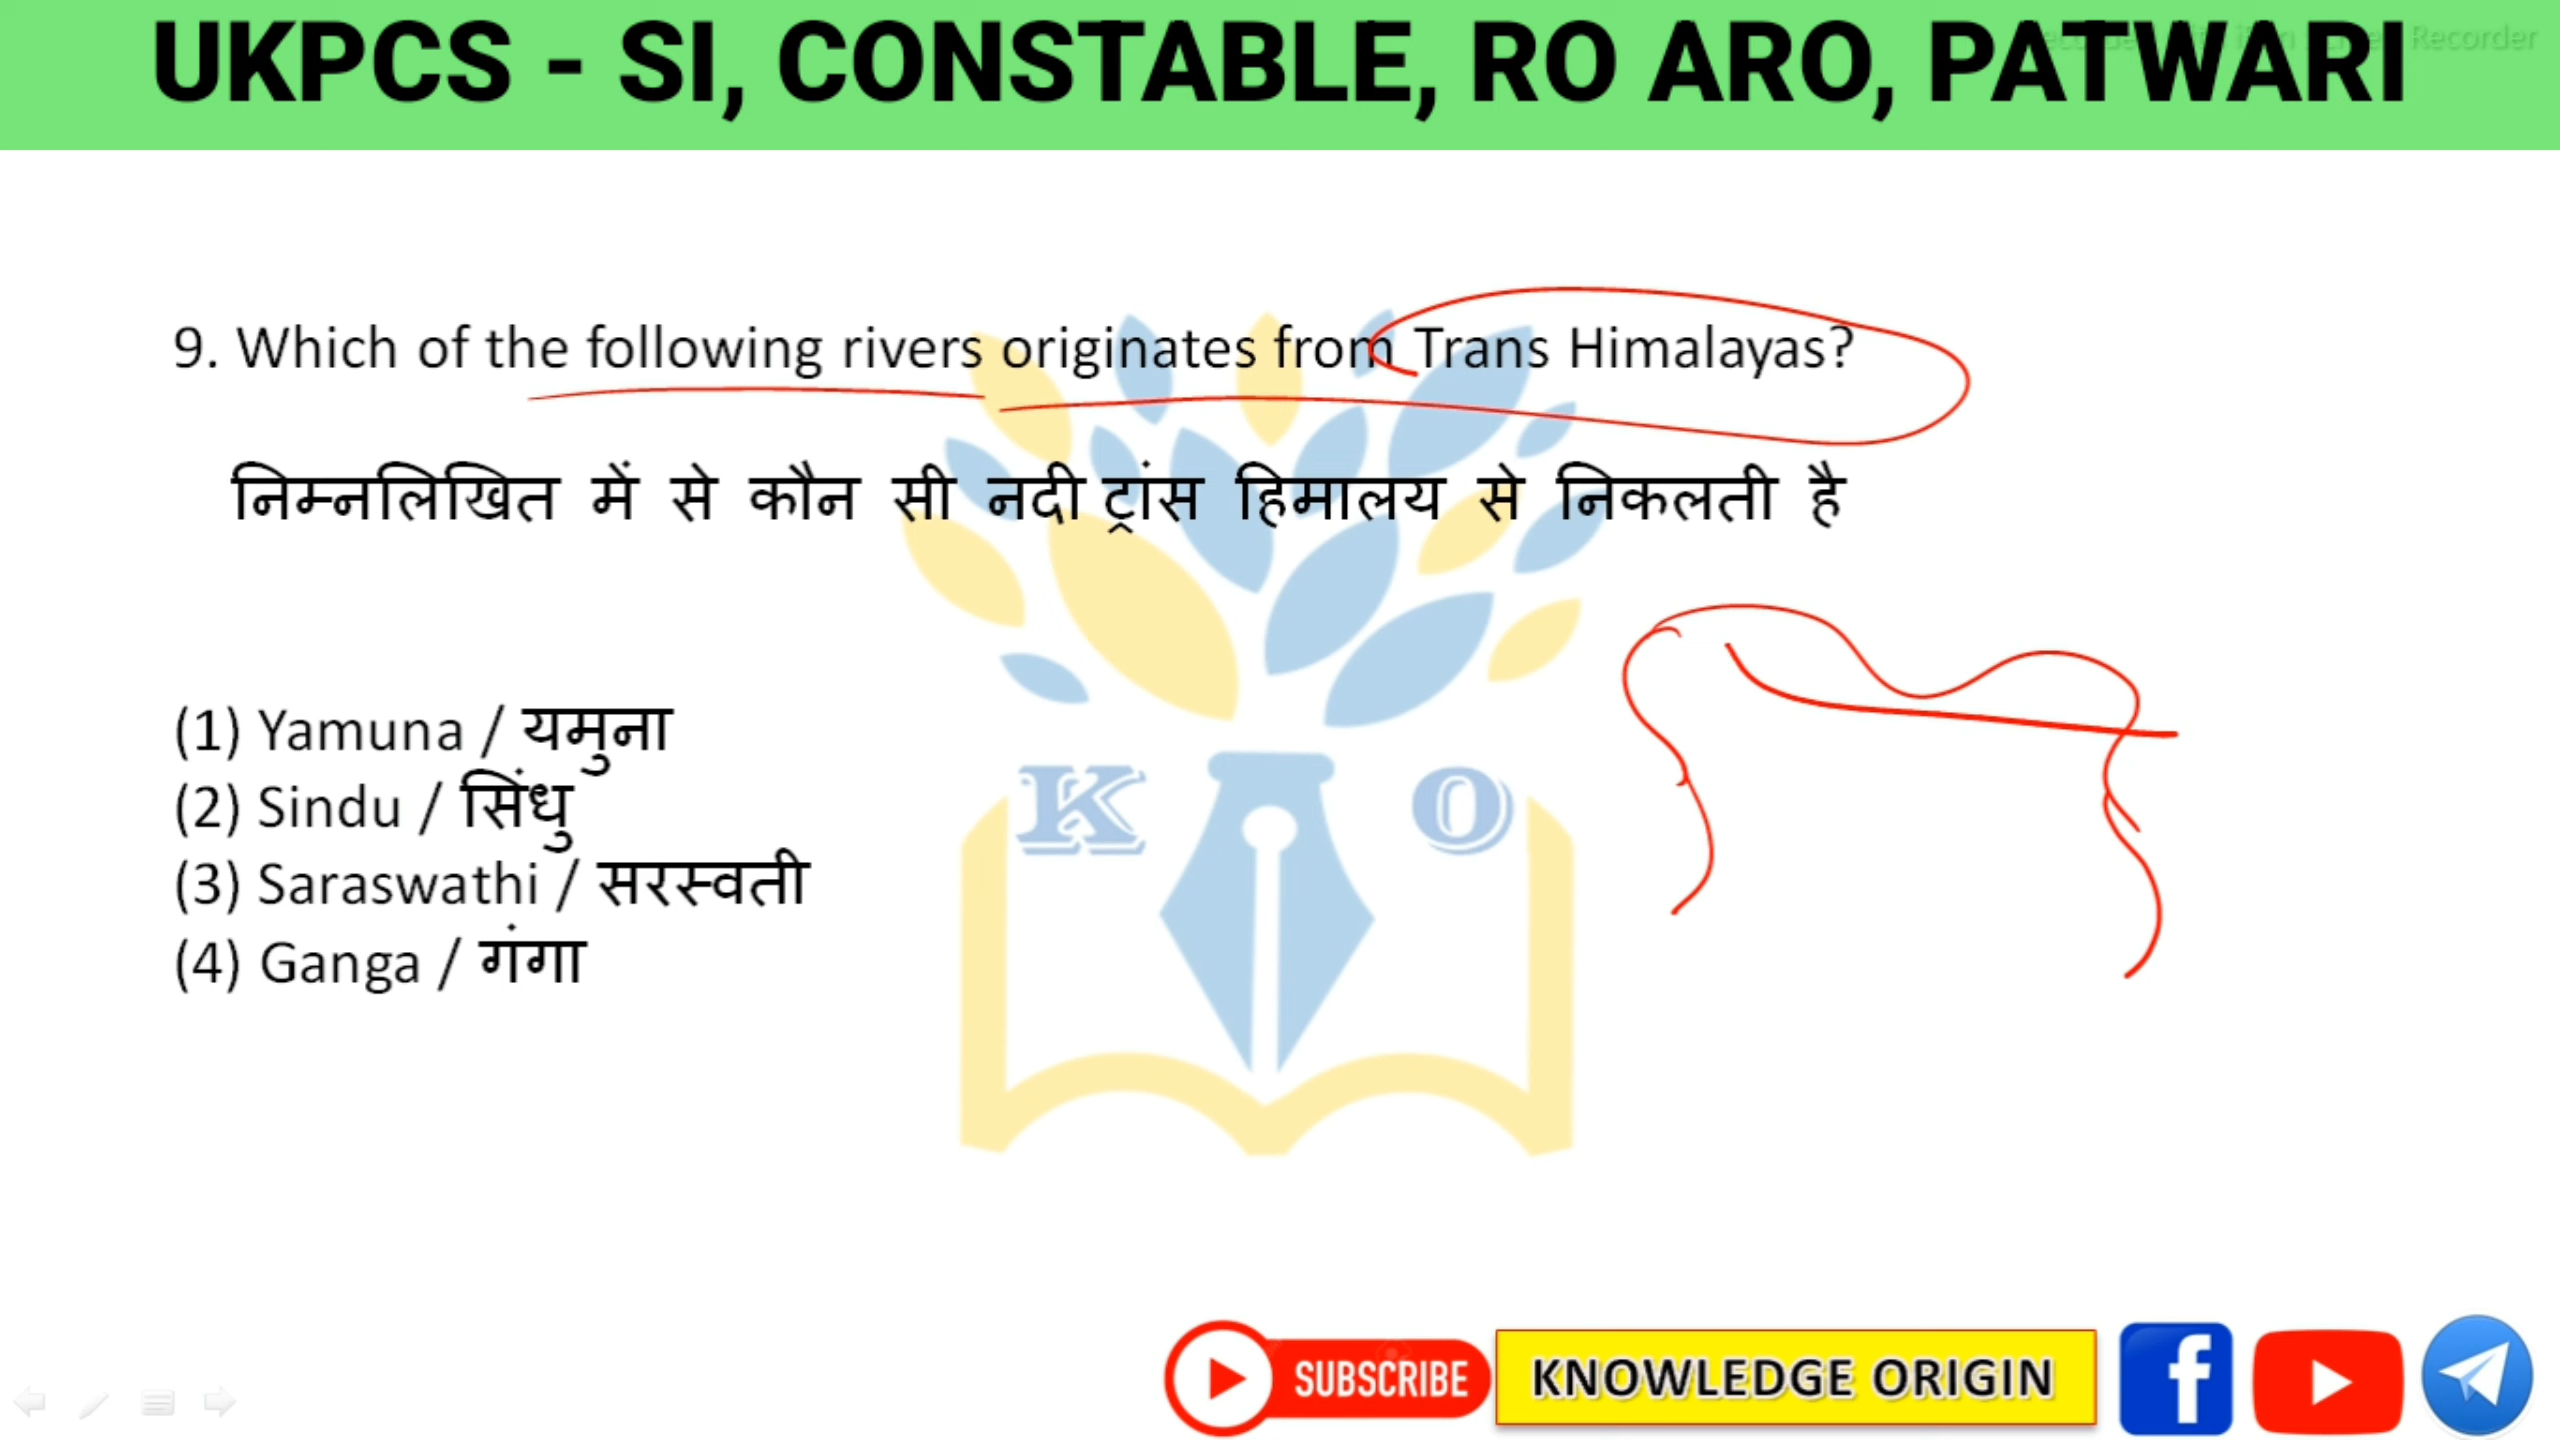 UKPCS - SI, CONSTABLE, RO ARO, PATWARI
9. Which of the following rivers originates from Trans Himalayas?
निम्नलिखित में से कौन सी नदी ट्रांस हिमालय से निकलती है
(1) Yamuna / यमुना
(2) Sindu / सिंधु
(3) Saraswathi / सरस्वती
(4) Ganga / गंगा
K O
SUBSCRIBE
KNOWLEDGE ORIGIN